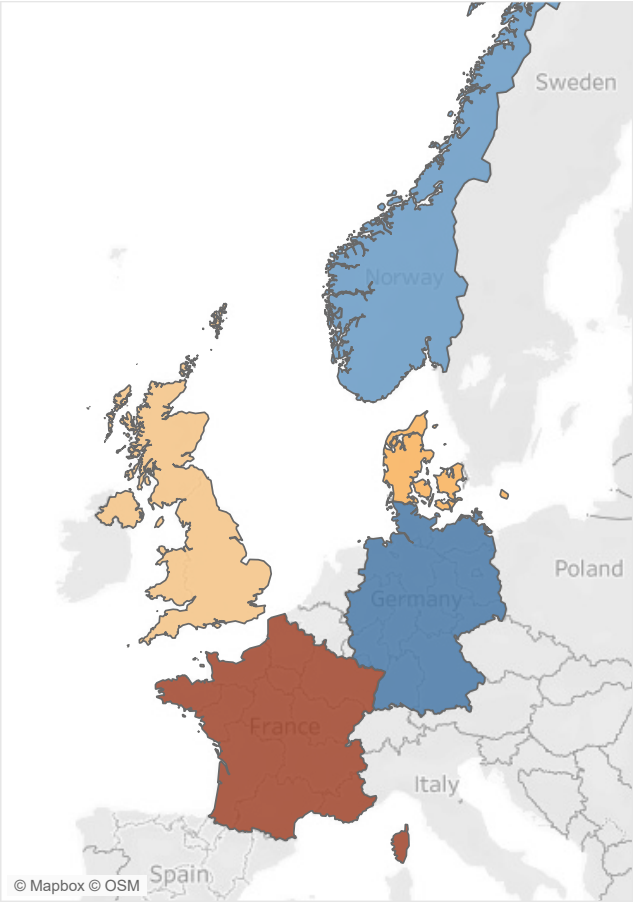 Sweden
Norway
Poland
Germany
France
Italy
Spain
© Mapbox © OSM